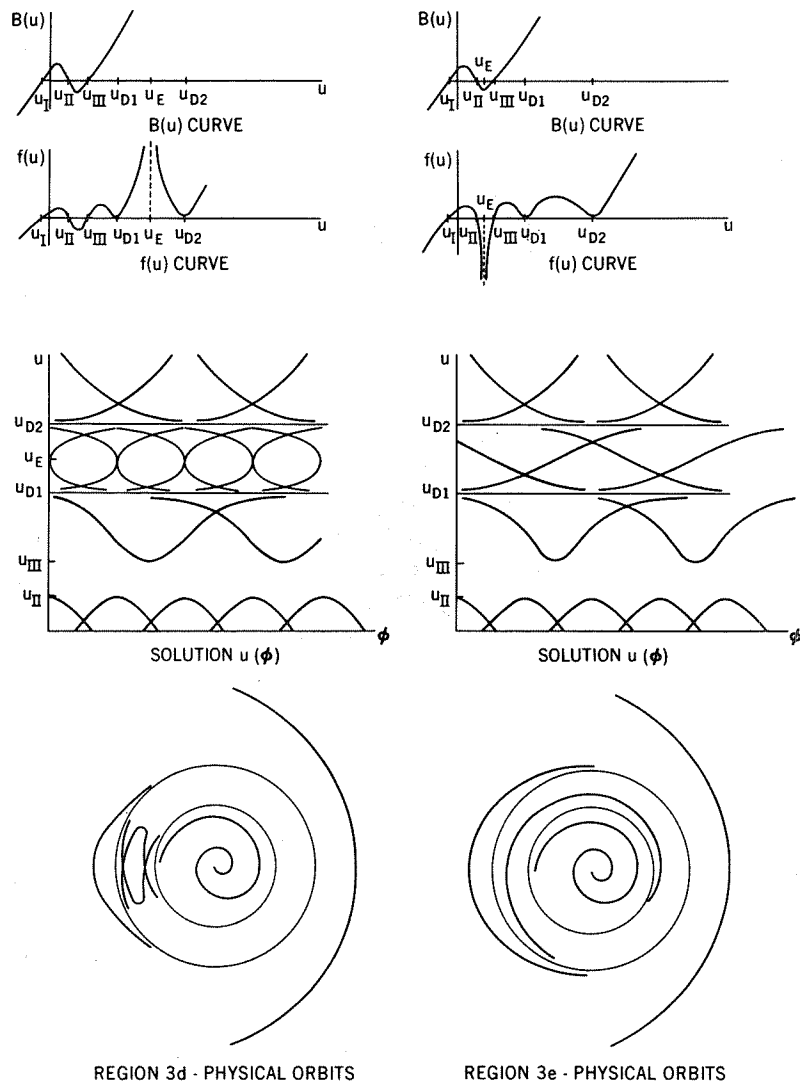 B(u)
u_I u_II u_III u_D1 u_E u_D2 u
B(u) CURVE
B(u)
u_E
u_I u_II u_III u_D1 u_D2 u
B(u) CURVE
f(u)
u_I u_II u_III u_D1 u_E u_D2 u
f(u) CURVE
f(u)
u_E
u_I u_II u_III u_D1 u_D2 u
f(u) CURVE
u
u_D2
u_E
u_D1
u_III
u_II
ϕ
SOLUTION u (ϕ)
u
u_D2
u_D1
u_III
u_II
ϕ
SOLUTION u (ϕ)
REGION 3d - PHYSICAL ORBITS
REGION 3e - PHYSICAL ORBITS